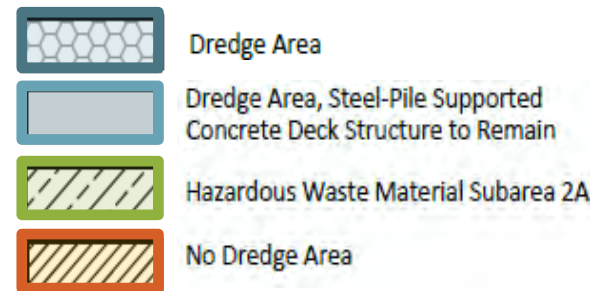 Dredge Area
Dredge Area, Steel-Pile Supported
Concrete Deck Structure to Remain
Hazardous Waste Material Subarea 2A
No Dredge Area